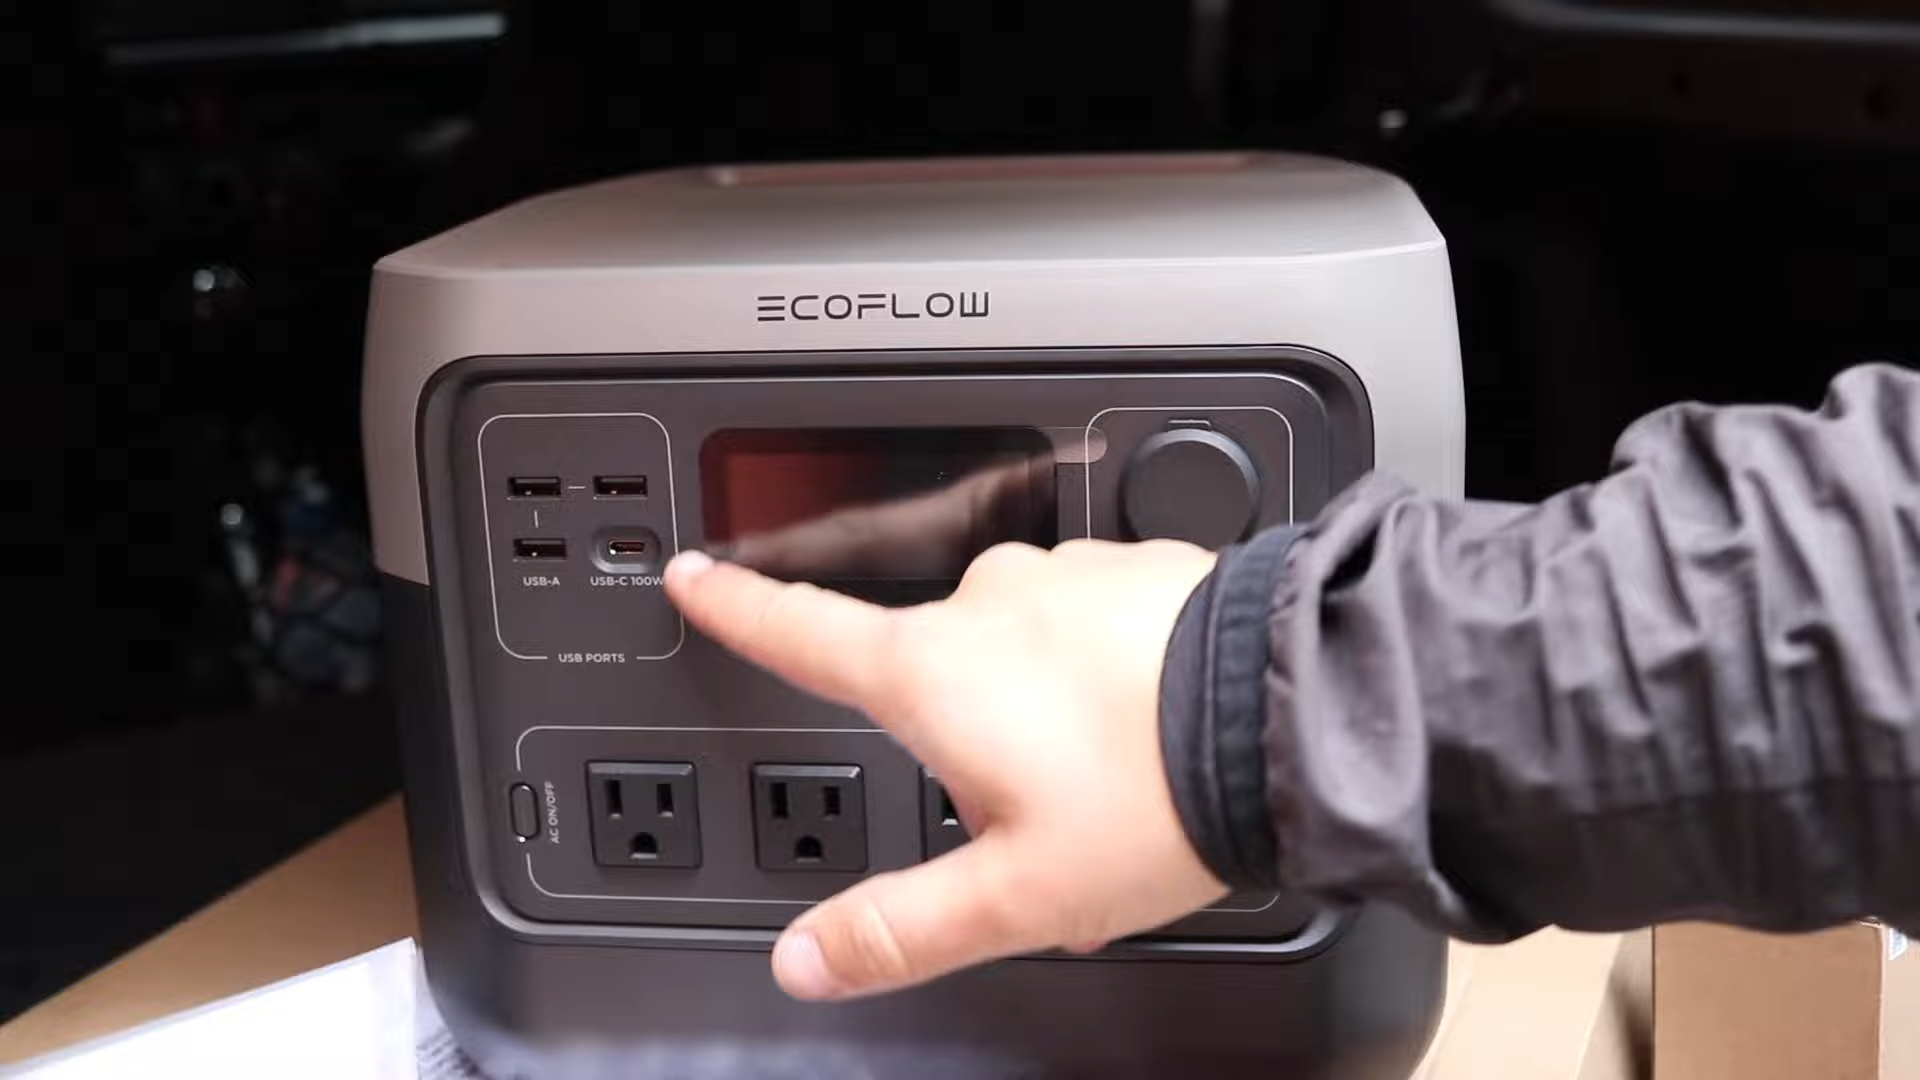 ECOFLOW
USB-A
USB-C 100W
USB PORTS
AC ON/OFF